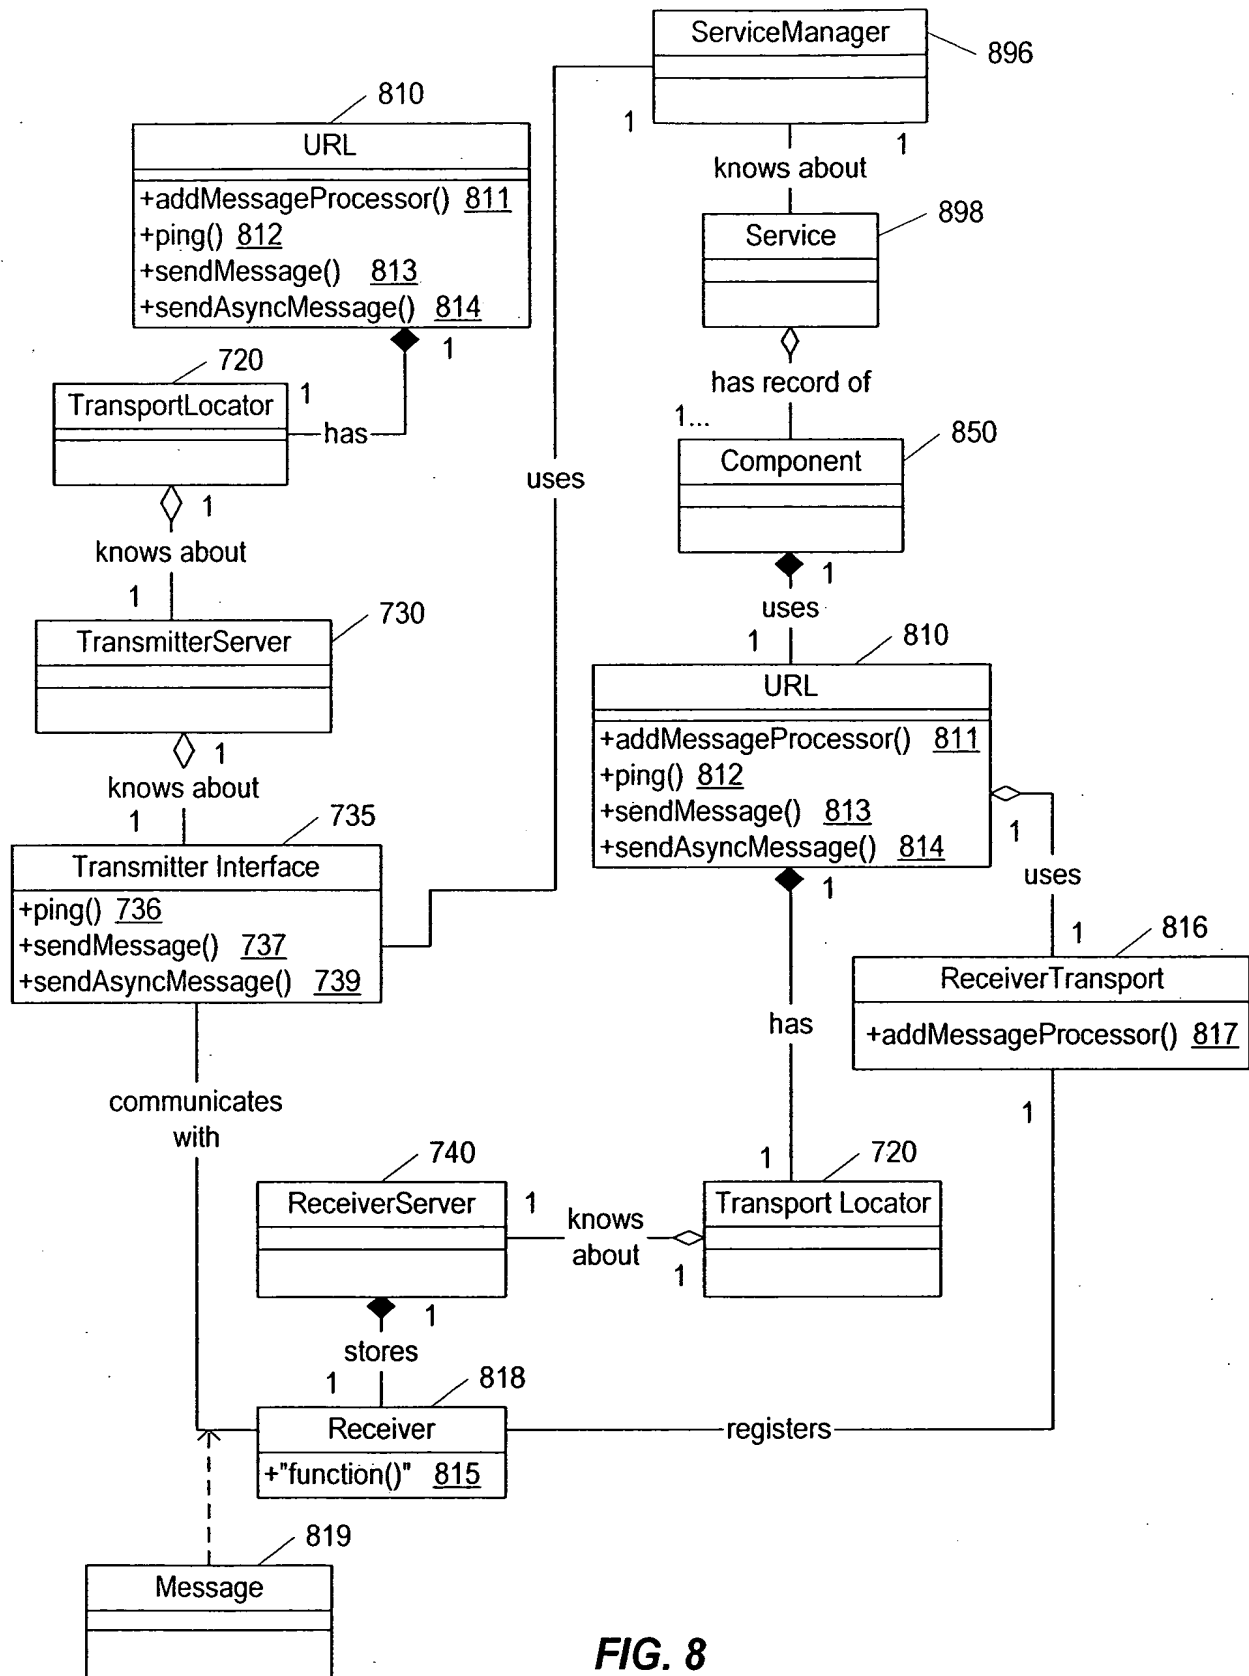 ServiceManager
896
1
1
knows about
898
Service
has record of
1...
850
Component
1
uses
1
810
URL
+addMessageProcessor() 811
+ping() 812
+sendMessage() 813
+sendAsyncMessage() 814
1
uses
1
816
ReceiverTransport
+addMessageProcessor() 817
1
1
has
1
720
Transport Locator
1
knows
about
1
740
ReceiverServer
1
stores
1
818
Receiver
+"function()" 815
registers
819
Message
810
URL
+addMessageProcessor() 811
+ping() 812
+sendMessage() 813
+sendAsyncMessage() 814
1
has
1
720
TransportLocator
1
knows about
1
730
TransmitterServer
1
knows about
1
735
Transmitter Interface
+ping() 736
+sendMessage() 737
+sendAsyncMessage() 739
uses
communicates
with
FIG. 8